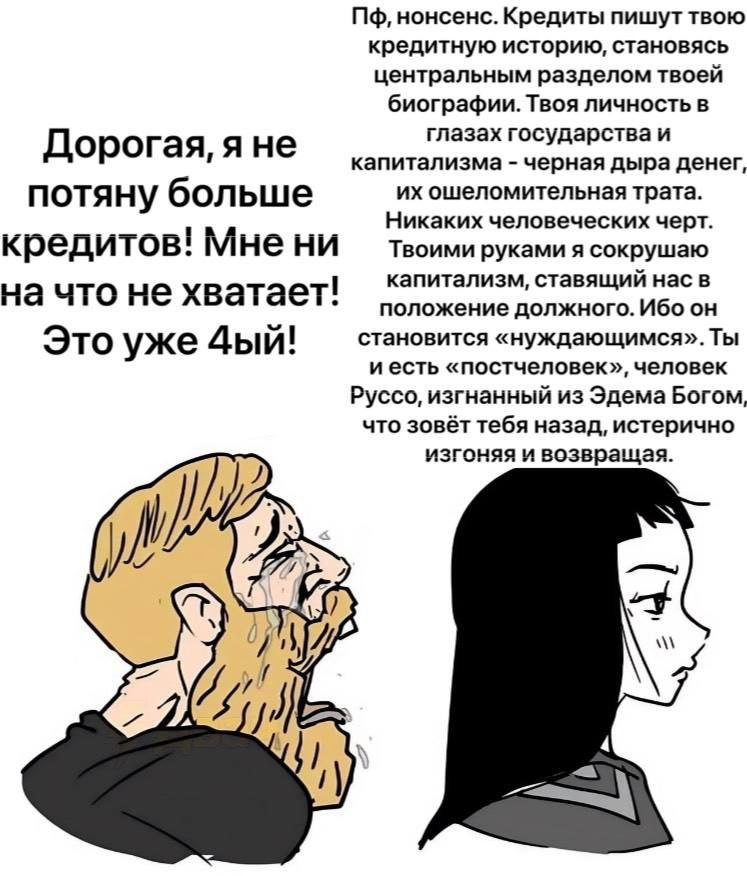 Дорогая, я не
потяну больше
кредитов! Мне ни
на что не хватает!
Это уже 4ый!
Пф, нонсенс. Кредиты пишут твою
кредитную историю, становясь
центральным разделом твоей
биографии. Твоя личность в
глазах государства и
капитализма - черная дыра денег,
их ошеломительная трата.
Никаких человеческих черт.
Твоими руками я сокрушаю
капитализм, ставящий нас в
положение должного. Ибо он
становится «нуждающимся». Ты
и есть «постчеловек», человек
Руссо, изгнанный из Эдема Богом,
что зовёт тебя назад, истерично
изгоняя и возвращая.